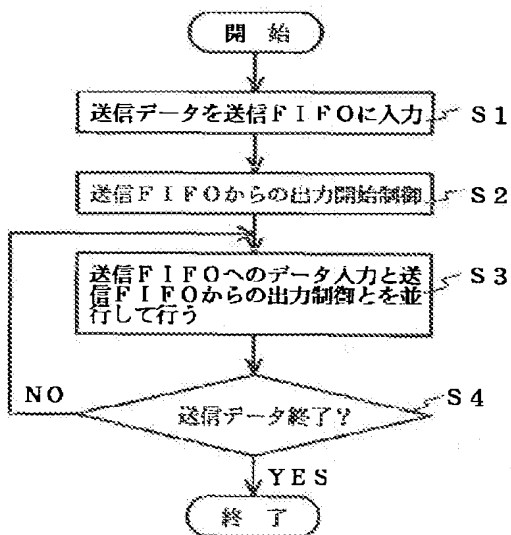 開 始
送信データを送信FIFOに入力
S1
送信FIFOからの出力開始制御
S2
送信FIFOへのデータ入力と送
信FIFOからの出力制御とを並
行して行う
S3
送信データ終了?
S4
NO
YES
終 了